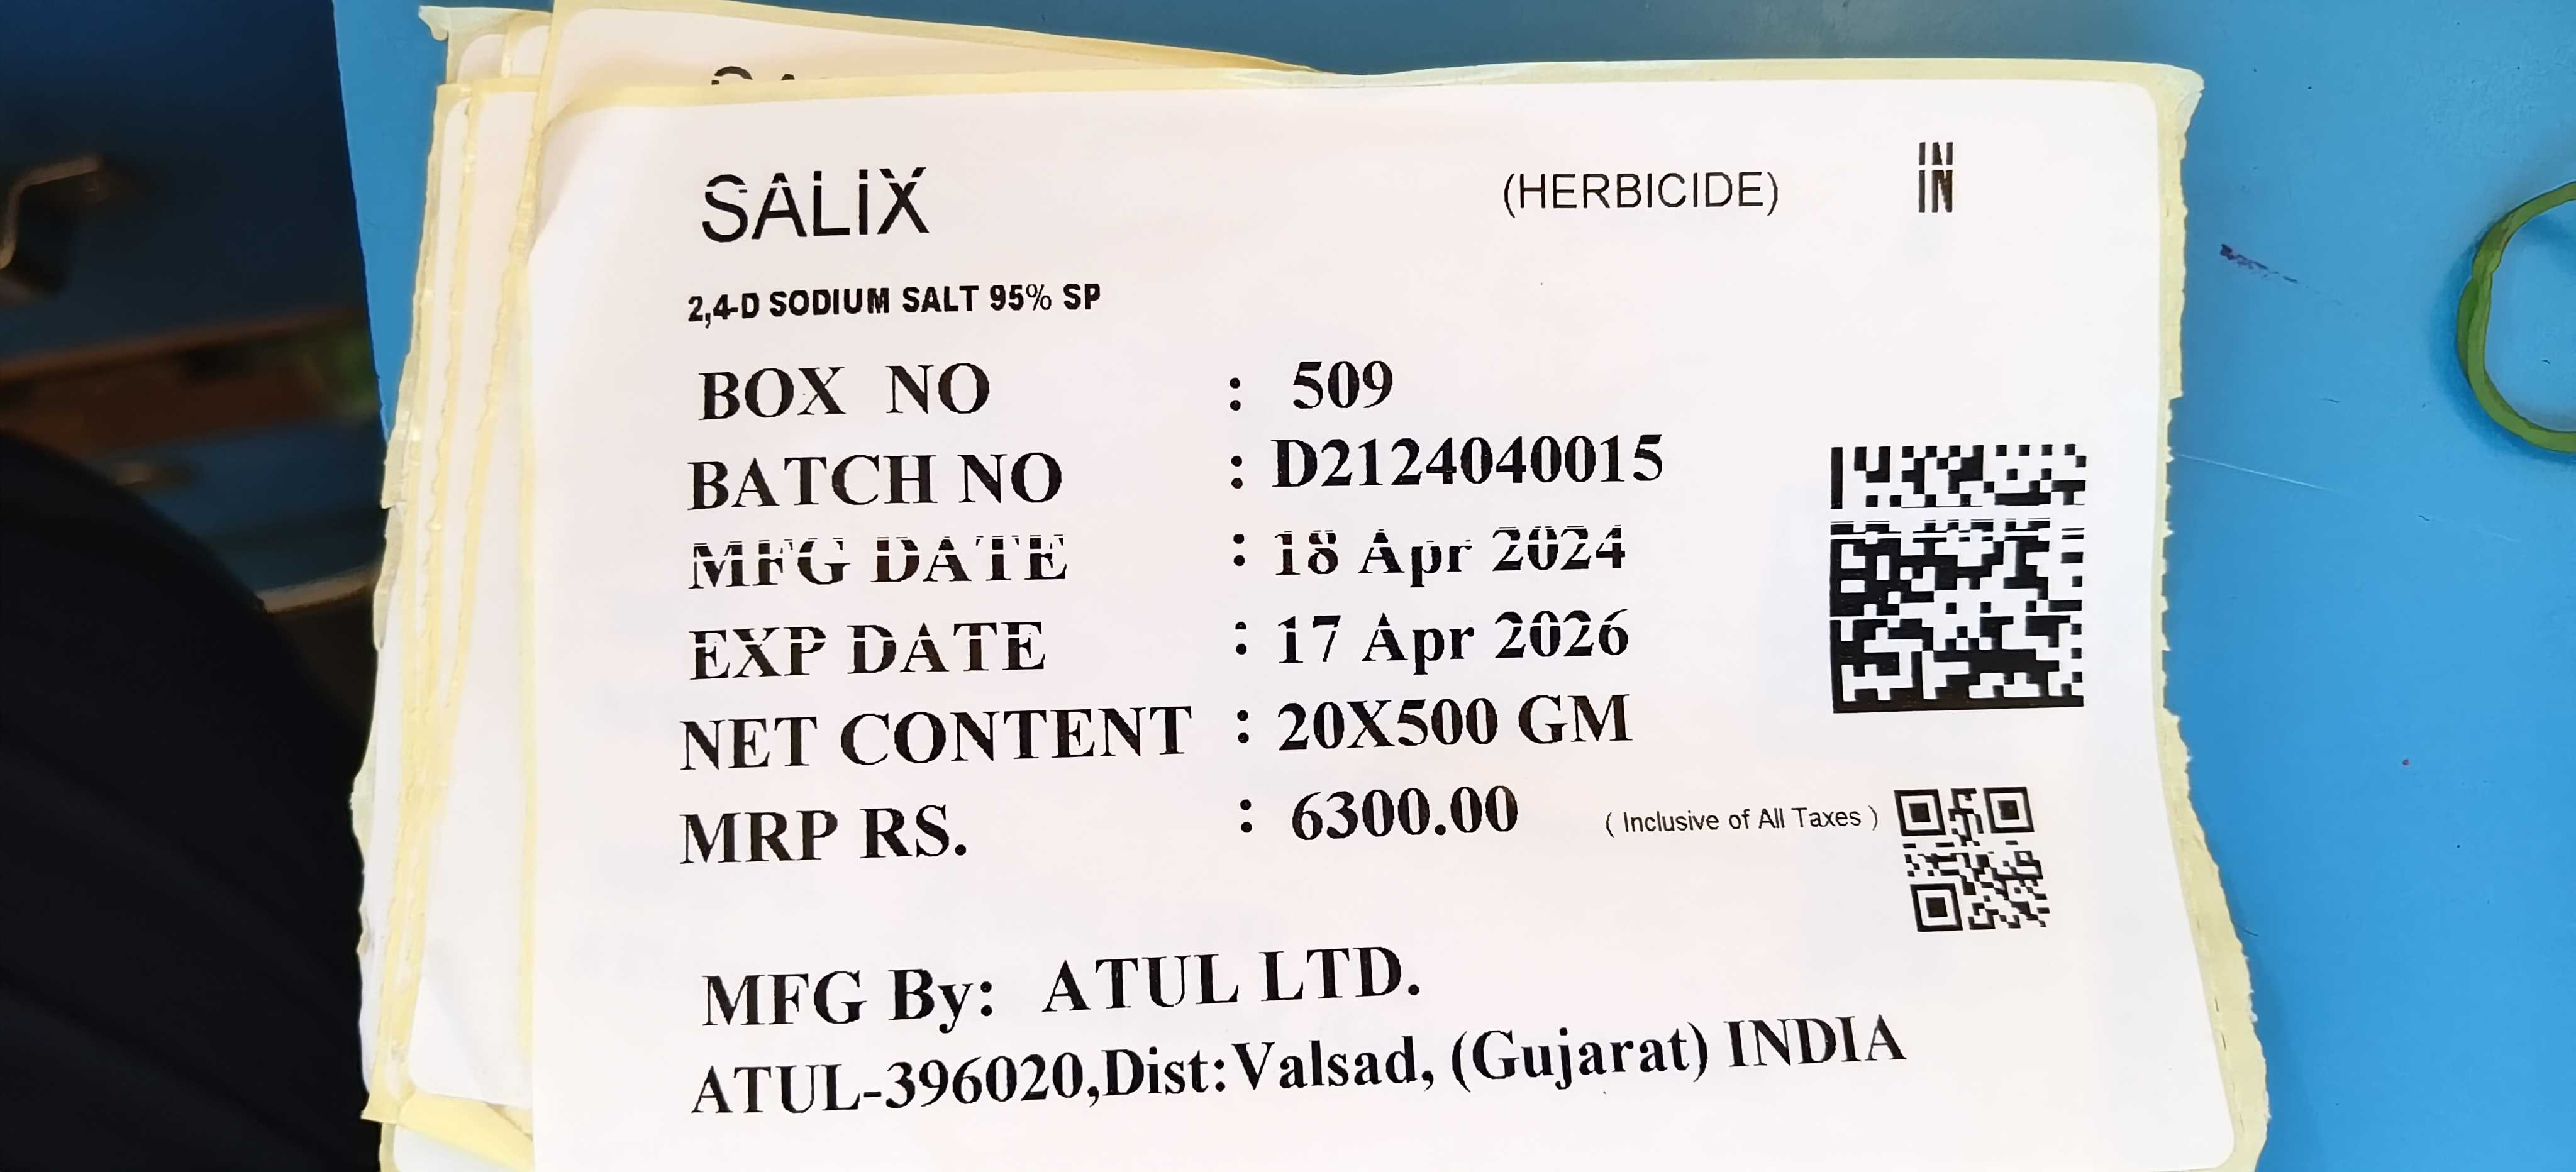 SALiX (HERBICIDE) IN
IN
2,4-D SODIUM SALT 95% SP
BOX NO : 509
BATCH NO : D2124040015
MFG DATE : 18 Apr 2024
EXP DATE : 17 Apr 2026
NET CONTENT : 20X500 GM
MRP RS. : 6300.00 ( Inclusive of All Taxes )
MFG By: ATUL LTD.
ATUL-396020,Dist:Valsad, (Gujarat) INDIA